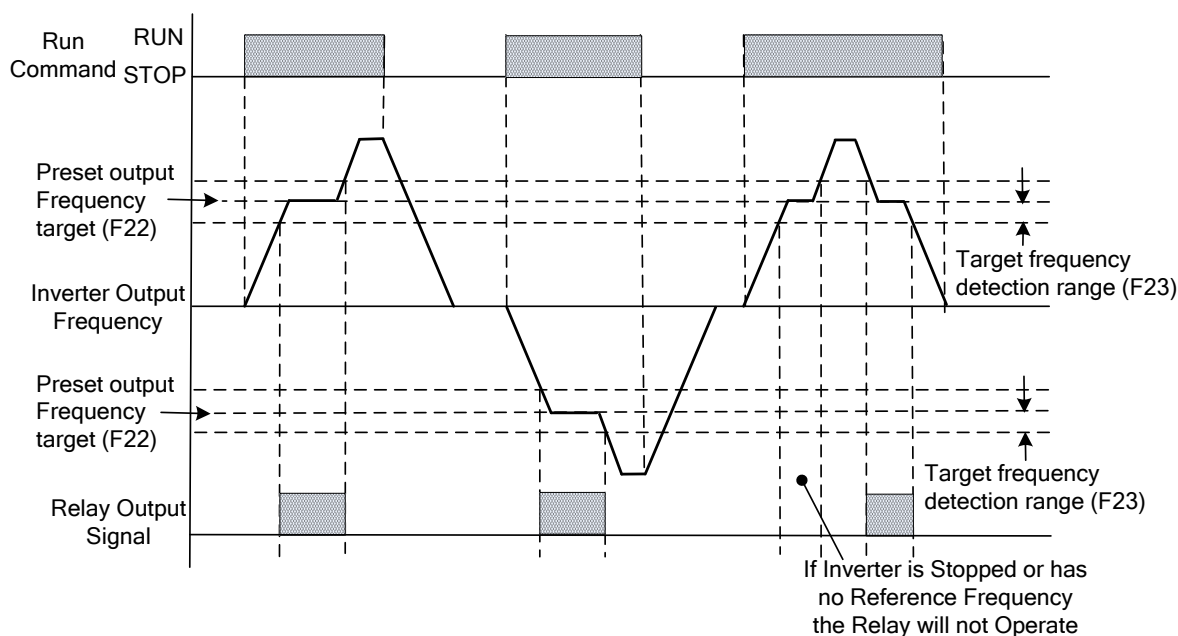 Run
Command
RUN
STOP
Preset output
Frequency
target (F22)
Target frequency
detection range (F23)
Inverter Output
Frequency
Preset output
Frequency
target (F22)
Target frequency
detection range (F23)
Relay Output
Signal
If Inverter is Stopped or has
no Reference Frequency
the Relay will not Operate